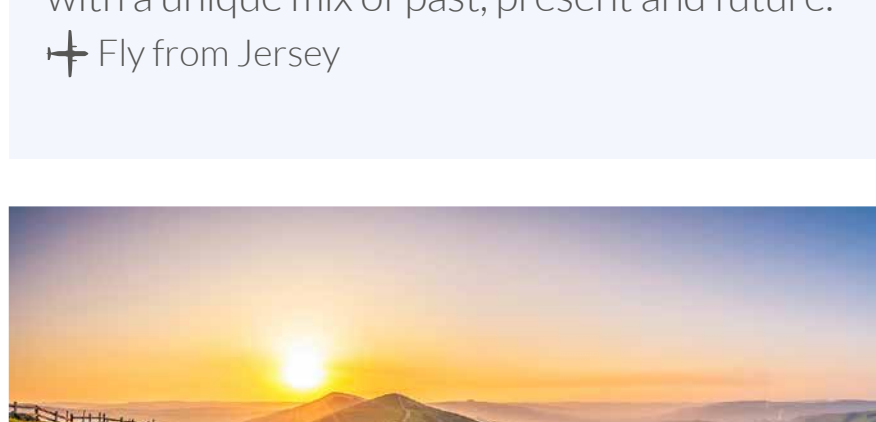 with a unique mix of past, present and future.
Fly from Jersey